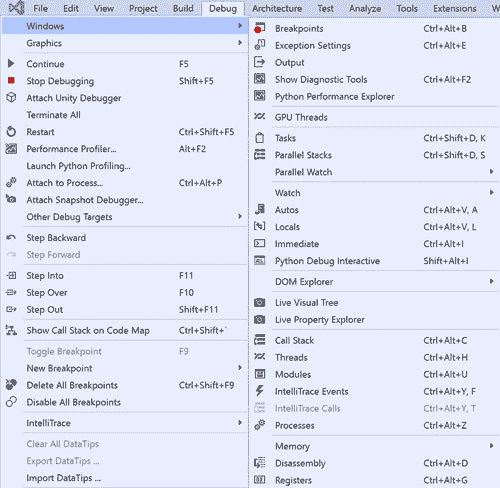 File Edit View Project Build Debug Architecture Test Analyze Tools Extensions W
Windows
Graphics
Continue F5
Stop Debugging Shift+F5
Attach Unity Debugger
Terminate All
Restart Ctrl+Shift+F5
Performance Profiler... Alt+F2
Launch Python Profiling...
Attach to Process... Ctrl+Alt+P
Attach Snapshot Debugger...
Other Debug Targets
Step Backward
Step Forward
Step Into F11
Step Over F10
Step Out Shift+F11
Show Call Stack on Code Map Ctrl+Shift+`
Toggle Breakpoint F9
New Breakpoint
Delete All Breakpoints Ctrl+Shift+F9
Disable All Breakpoints
IntelliTrace
Clear All DataTips
Export DataTips ...
Import DataTips ...
Breakpoints Ctrl+Alt+B
Exception Settings Ctrl+Alt+E
Output
Show Diagnostic Tools Ctrl+Alt+F2
Python Performance Explorer
GPU Threads
Tasks Ctrl+Shift+D, K
Parallel Stacks Ctrl+Shift+D, S
Parallel Watch
Watch
Autos Ctrl+Alt+V, A
Locals Ctrl+Alt+V, L
Immediate Ctrl+Alt+I
Python Debug Interactive Shift+Alt+I
DOM Explorer
Live Visual Tree
Live Property Explorer
Call Stack Ctrl+Alt+C
Threads Ctrl+Alt+H
Modules Ctrl+Alt+U
IntelliTrace Events Ctrl+Alt+Y, F
IntelliTrace Calls Ctrl+Alt+Y, T
Processes Ctrl+Alt+Z
Memory
Disassembly Ctrl+Alt+D
Registers Ctrl+Alt+G